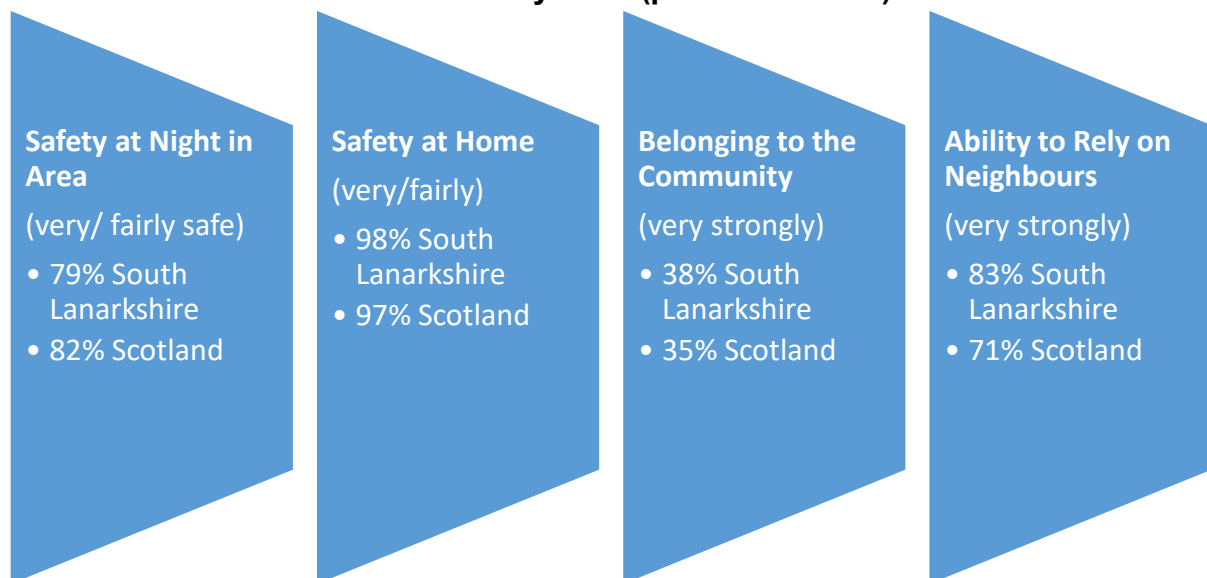 Safety at Night in
Area
(very/ fairly safe)
• 79% South
Lanarkshire
• 82% Scotland
Safety at Home
(very/fairly)
• 98% South
Lanarkshire
• 97% Scotland
Belonging to the
Community
(very strongly)
• 38% South
Lanarkshire
• 35% Scotland
Ability to Rely on
Neighbours
(very strongly)
• 83% South
Lanarkshire
• 71% Scotland